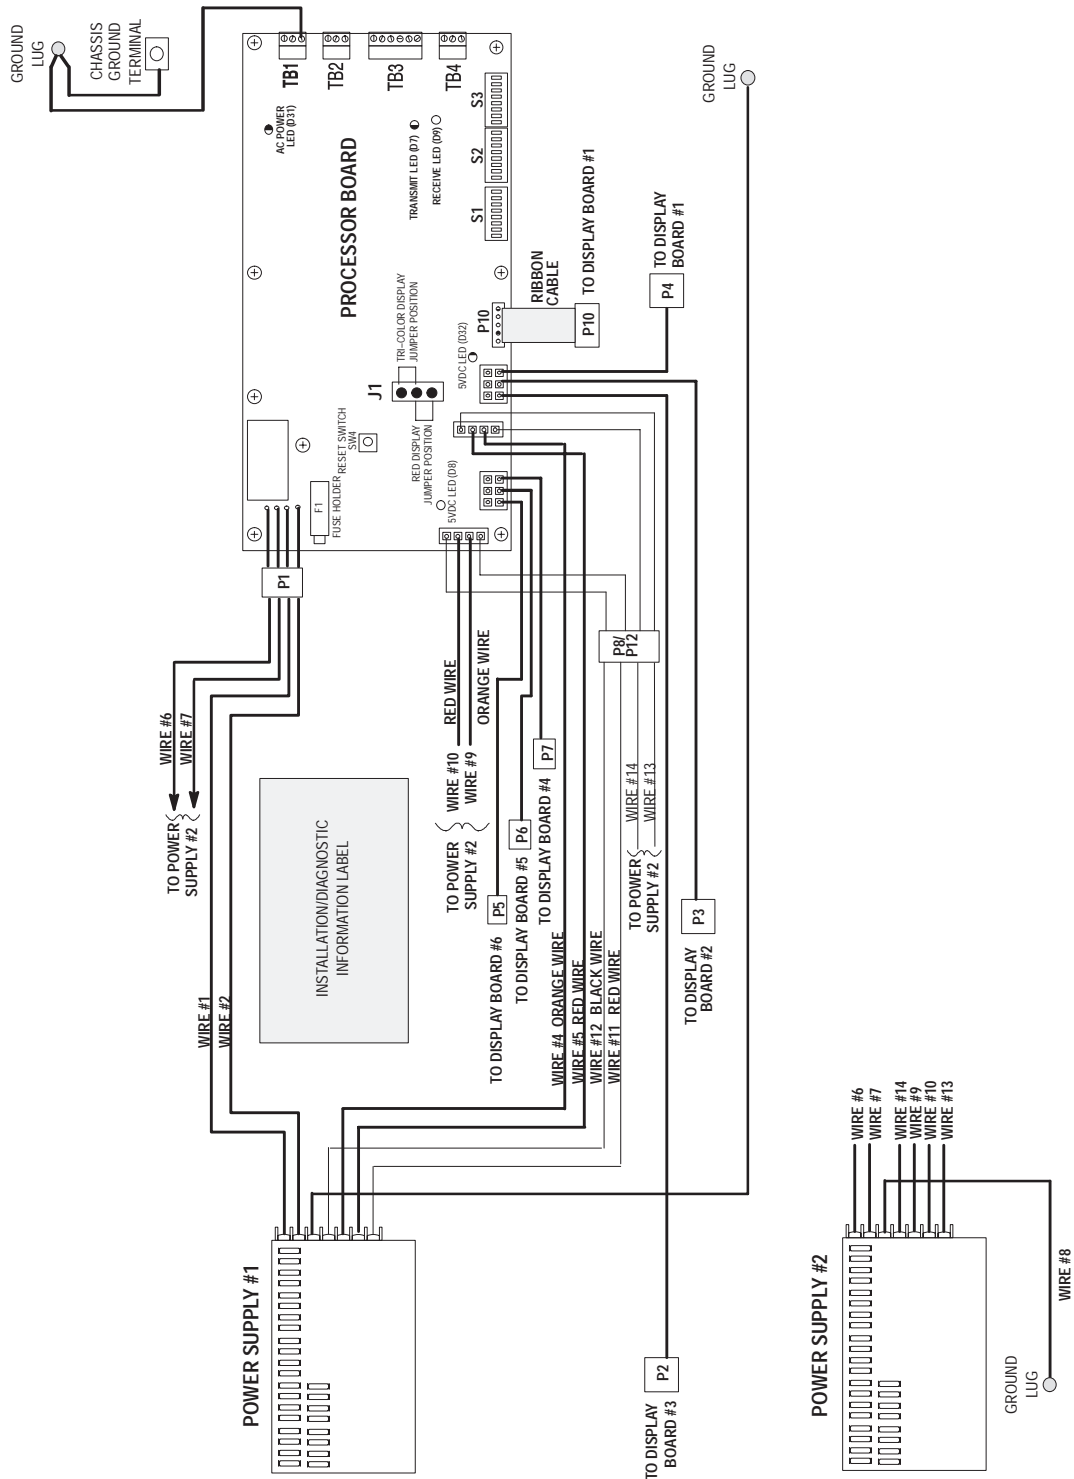 GROUND
LUG
CHASSIS
GROUND
TERMINAL
TB1
TB2
TB3
TB4
AC POWER
LED (D31)
TRANSMIT LED (D7)
RECEIVE LED (D9)
S1
S2
S3
PROCESSOR BOARD
GROUND
LUG
TRI-COLOR DISPLAY
JUMPER POSITION
J1
RED DISPLAY
JUMPER POSITION
P10
5VDC LED (D32)
RIBBON
CABLE
P10
TO DISPLAY BOARD #1
P4
TO DISPLAY
BOARD #1
RESET SWITCH
SW4
F1
FUSE HOLDER
5VDC LED (D8)
P1
WIRE #6
WIRE #7
TO POWER
SUPPLY #2
WIRE #1
WIRE #2
INSTALLATION/DIAGNOSTIC
INFORMATION LABEL
RED WIRE
ORANGE WIRE
WIRE #10
WIRE #9
TO POWER
SUPPLY #2
P8/
P12
P7
TO DISPLAY BOARD #4
P6
TO DISPLAY BOARD #5
P5
TO DISPLAY BOARD #6
WIRE #14
WIRE #13
TO POWER
SUPPLY #2
P3
TO DISPLAY
BOARD #2
WIRE #4 ORANGE WIRE
WIRE #5 RED WIRE
WIRE #12 BLACK WIRE
WIRE #11 RED WIRE
POWER SUPPLY #1
P2
TO DISPLAY
BOARD #3
POWER SUPPLY #2
WIRE #6
WIRE #7
WIRE #14
WIRE #9
WIRE #10
WIRE #13
WIRE #8
GROUND
LUG